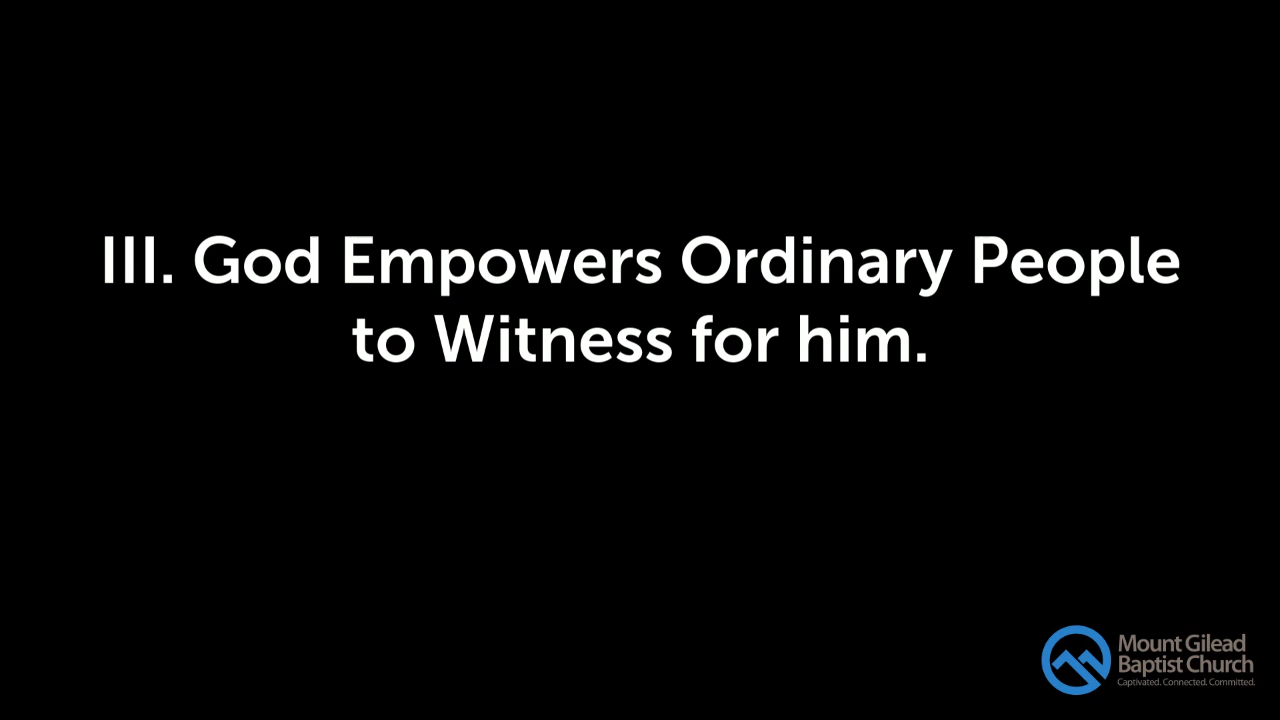 III. God Empowers Ordinary People
to Witness for him.
Mount Gilead
Baptist Church
Captivated. Connected. Committed.